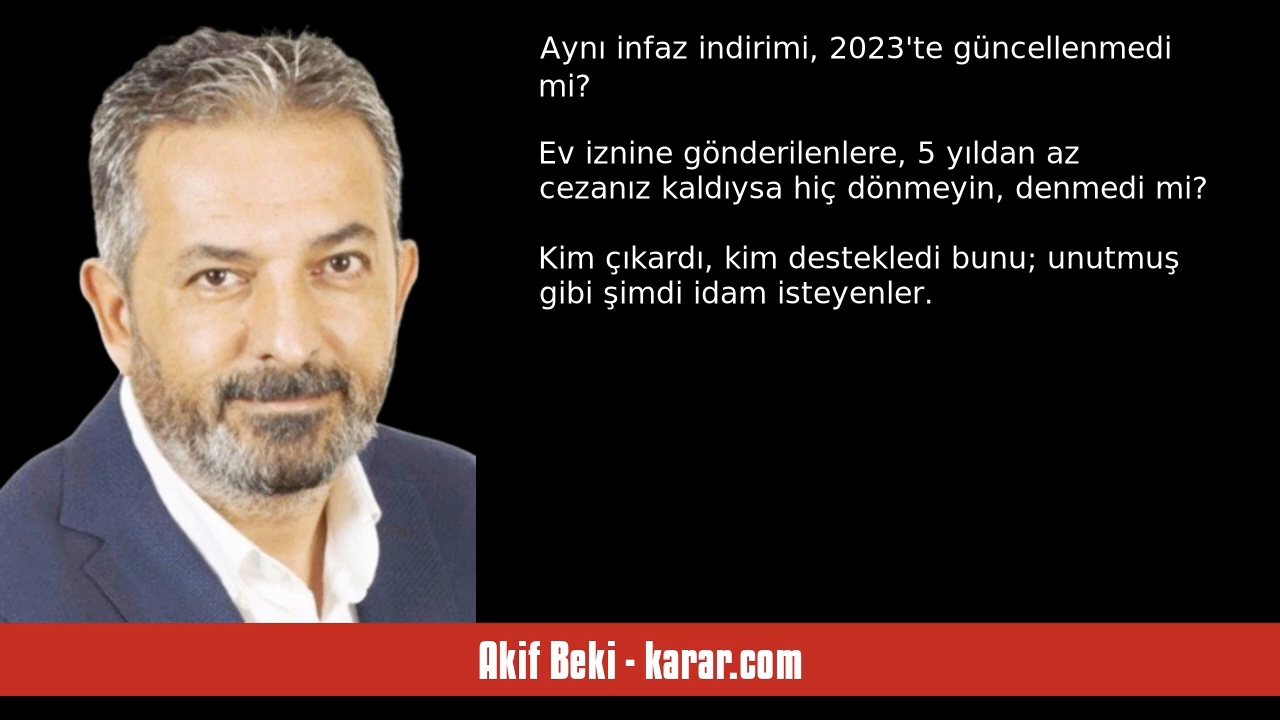 Aynı infaz indirimi, 2023'te güncellenmedi
mi?
Ev iznine gönderilenlere, 5 yıldan az
cezanız kaldıysa hiç dönmeyin, denmedi mi?
Kim çıkardı, kim destekledi bunu; unutmuş
gibi şimdi idam isteyenler.
Akif Beki - karar.com